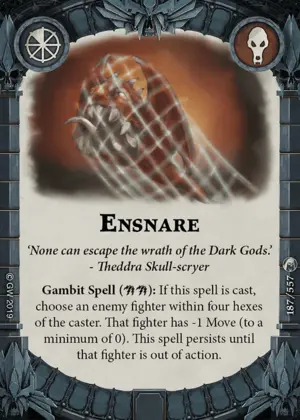 ENSNARE
‘None can escape the wrath of the Dark Gods.’
- Theddra Skull-scryer
Gambit Spell (): If this spell is cast,
choose an enemy fighter within four hexes
of the caster. That fighter has -1 Move (to a
minimum of 0). This spell persists until
that fighter is out of action.
© GW 2019
187/557